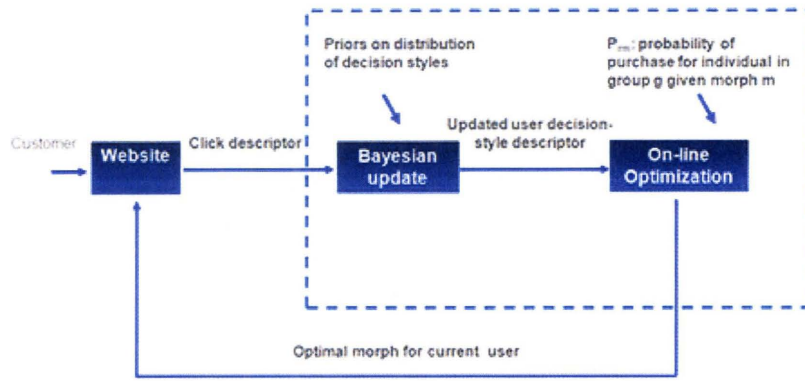 Priors on distribution
of decision styles
P: probability of
purchase for individual in
group g given morph m
Customer
Website
Click descriptor
Bayesian
update
Updated user decision-
style descriptor
On-line
Optimization
Optimal morph for current user